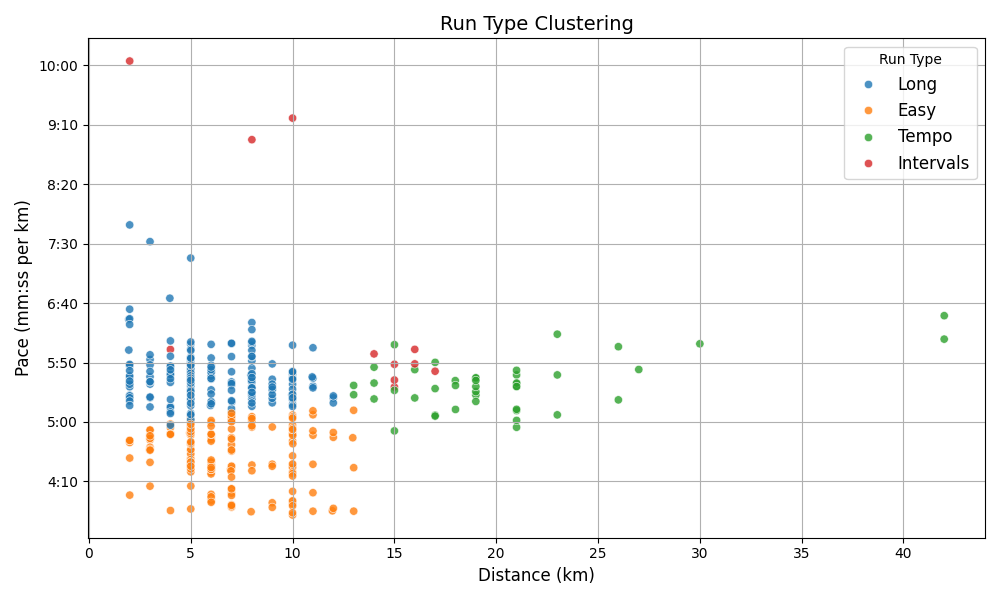 Run Type Clustering
Pace (mm:ss per km)
10:00
9:10
8:20
7:30
6:40
5:50
5:00
4:10
Run Type
Long
Easy
Tempo
Intervals
0 5 10 15 20 25 30 35 40
Distance (km)